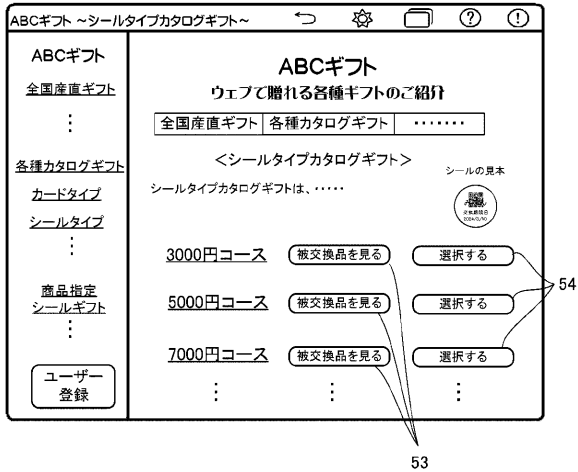 ABCギフト ~シールタイプカタログギフト~
ABCギフト
全国産直ギフト
各種カタログギフト
カードタイプ
シールタイプ
商品指定
シールギフト
ユーザー
登録
ABCギフト
ウェブで贈れる各種ギフトのご紹介
全国産直ギフト 各種カタログギフト ・・・・・・・
<シールタイプカタログギフト>
シールの見本
シールタイプカタログギフトは、・・・・・
3000円コース 被交換品を見る 選択する
5000円コース 被交換品を見る 選択する
7000円コース 被交換品を見る 選択する
54
53